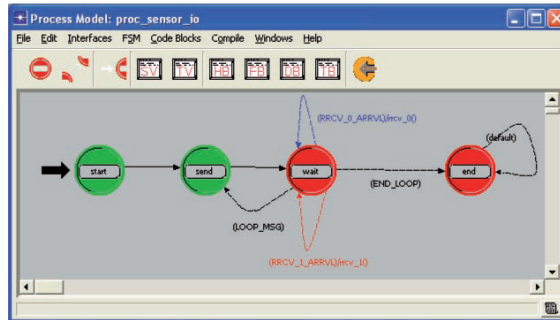 Process Model: proc_sensor_io
File Edit Interfaces FSM Code Blocks Compile Windows Help
SV TV HB FB DB TB
(RRCV_0_ARRVL)/rrcv_0()
(default)
start send wait end
(END_LOOP)
(LOOP_MSG)
(RRCV_1_ARRVL)/rrcv_1()